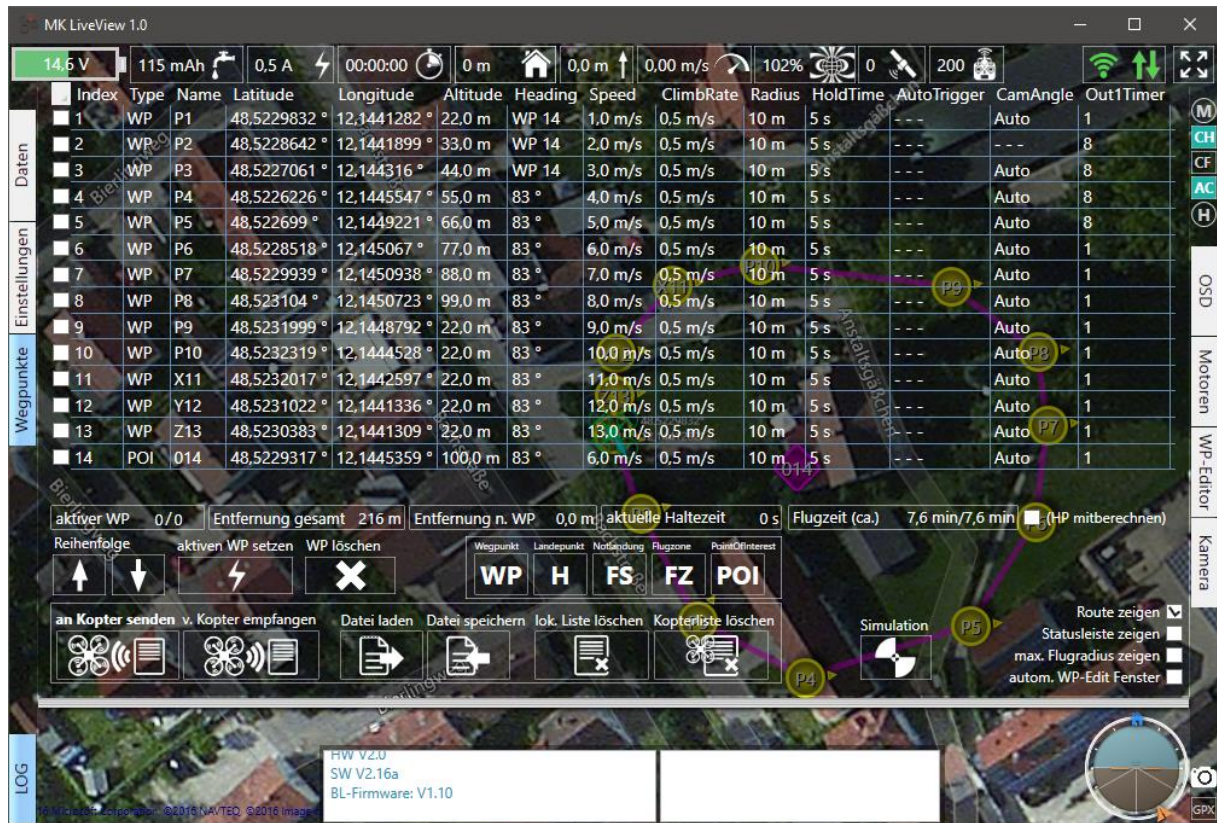 MK LiveView 1.0
14,6 V 115 mAh 0,5 A 00:00:00 0 m 0,0 m 0,00 m/s 102% 0 200
Index Type Name Latitude Longitude Altitude Heading Speed ClimbRate Radius HoldTime AutoTrigger CamAngle Out1Timer
1 WP P1 48,5229832 ° 12,1441282 ° 22,0 m WP 14 1,0 m/s 0,5 m/s 10 m 5 s - - - Auto 1
2 WP P2 48,5228642 ° 12,1441899 ° 33,0 m WP 14 2,0 m/s 0,5 m/s 10 m 5 s - - - - - - 8
3 WP P3 48,5227061 ° 12,144316 ° 44,0 m WP 14 3,0 m/s 0,5 m/s 10 m 5 s - - - Auto 8
4 WP P4 48,5226226 ° 12,1445547 ° 55,0 m 83 ° 4,0 m/s 0,5 m/s 10 m 5 s - - - Auto 8
5 WP P5 48,522699 ° 12,1449221 ° 66,0 m 83 ° 5,0 m/s 0,5 m/s 10 m 5 s - - - Auto 8
6 WP P6 48,5228518 ° 12,145067 ° 77,0 m 83 ° 6,0 m/s 0,5 m/s 10 m 5 s - - - Auto 1
7 WP P7 48,5229939 ° 12,1450938 ° 88,0 m 83 ° 7,0 m/s 0,5 m/s 10 m 5 s - - - Auto 1
8 WP P8 48,523104 ° 12,1450723 ° 99,0 m 83 ° 8,0 m/s 0,5 m/s 10 m 5 s - - - Auto 1
9 WP P9 48,5231999 ° 12,1448792 ° 22,0 m 83 ° 9,0 m/s 0,5 m/s 10 m 5 s - - - Auto 1
10 WP P10 48,5232319 ° 12,1444528 ° 22,0 m 83 ° 10,0 m/s 0,5 m/s 10 m 5 s - - - Auto 1
11 WP X11 48,5232017 ° 12,1442597 ° 22,0 m 83 ° 11,0 m/s 0,5 m/s 10 m 5 s - - - Auto 1
12 WP Y12 48,5231022 ° 12,1441336 ° 22,0 m 83 ° 12,0 m/s 0,5 m/s 10 m 5 s - - - Auto 1
13 WP Z13 48,5230383 ° 12,1441309 ° 22,0 m 83 ° 13,0 m/s 0,5 m/s 10 m 5 s - - - Auto 1
14 POI 014 48,5229317 ° 12,1445359 ° 100,0 m 83 ° 6,0 m/s 0,5 m/s 10 m 5 s - - - Auto 1
Daten
Einstellungen
Wegpunkte
LOG
M
CH
CF
AC
H
OSD
Motoren
WP-Editor
Kamera
Bierlingweg
Anstaltsgäßchen
Anstaltsgäßchen
Bierlingweg
Bierlingweg
X11
P9
P8
P7
Z13
014
P5
P4
aktiver WP 0/0 Entfernung gesamt 216 m Entfernung n. WP 0,0 m aktuelle Haltezeit 0 s Flugzeit (ca.) 7,6 min/7,6 min (HP mitberechnen)
Reihenfolge aktiven WP setzen WP löschen
Wegpunkt Landepunkt Notlandung Flugzone PointOfInterest
WP H FS FZ POI
an Kopter senden v. Kopter empfangen Datei laden Datei speichern lok. Liste löschen Kopterliste löschen
Simulation
Route zeigen
Statusleiste zeigen
max. Flugradius zeigen
autom. WP-Edit Fenster
HW V2.0
SW V2.16a
BL-Firmware: V1.10
Microsoft Corporation ©2016 NAVTEQ ©2016 Image
GPX